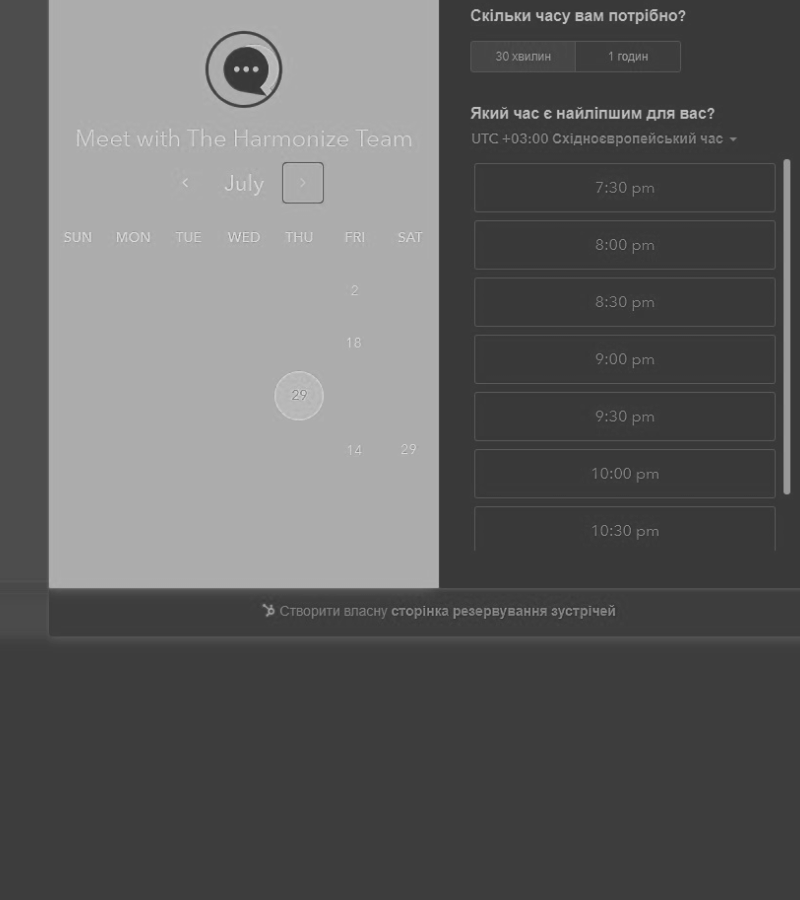 Meet with The Harmonize Team
July
SUN MON TUE WED THU FRI SAT
2
18
29
14 29
Скільки часу вам потрібно?
30 хвилин 1 годин
Який час є найліпшим для вас?
UTC +03:00 Східноєвропейський час
7:30 pm
8:00 pm
8:30 pm
9:00 pm
9:30 pm
10:00 pm
10:30 pm
Створити власну сторінка резервування зустрічей